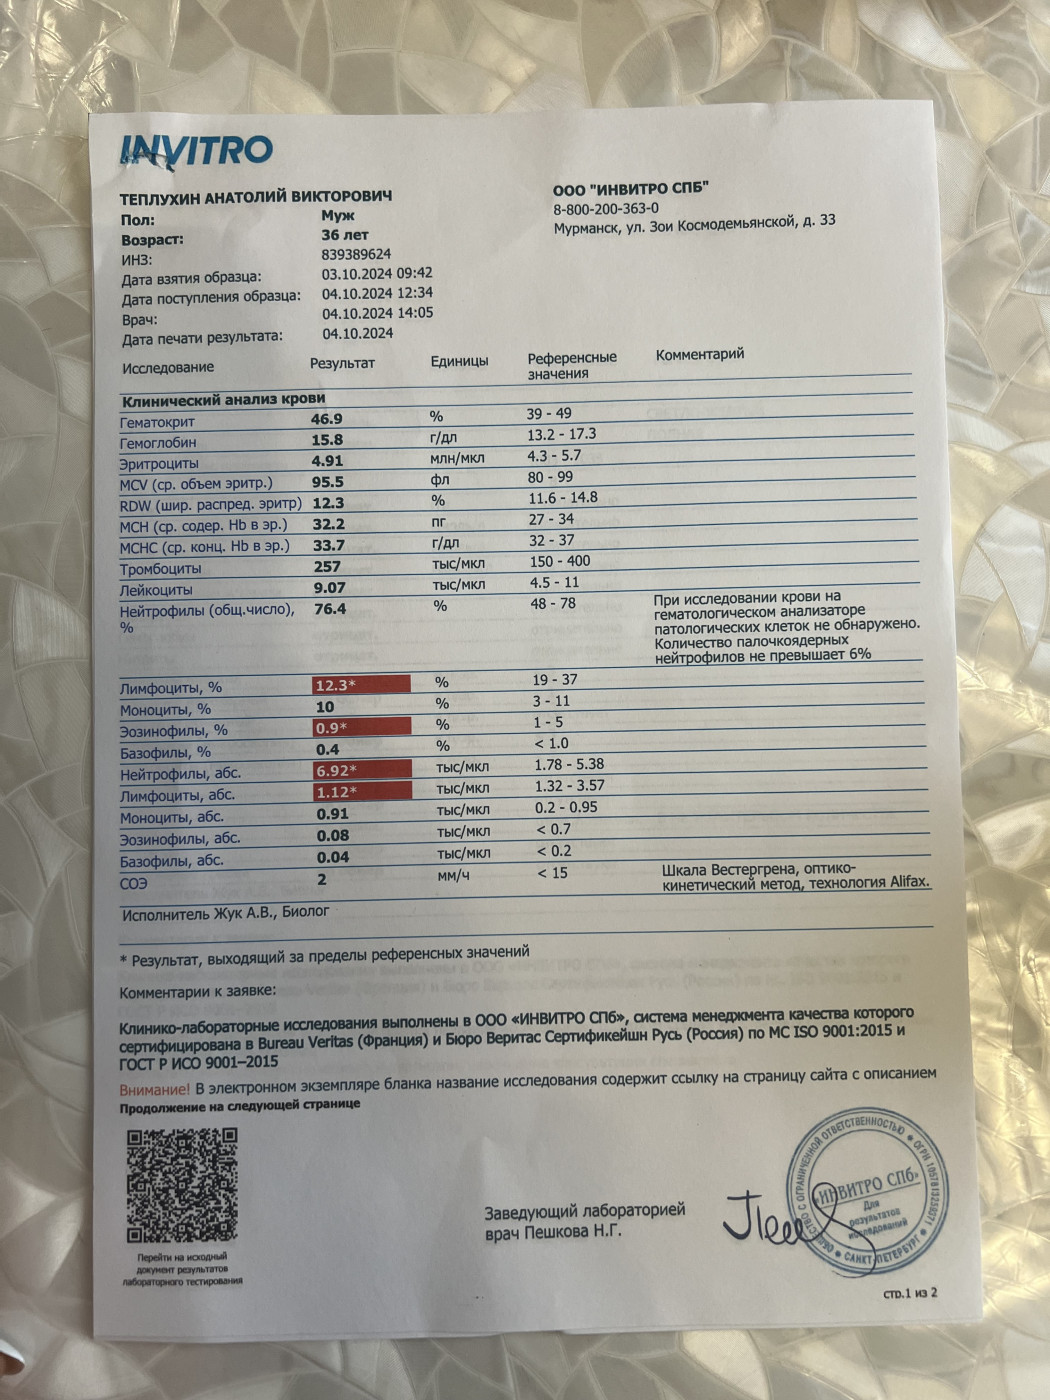 INVITRO
ТЕПЛУХИН АНАТОЛИЙ ВИКТОРОВИЧ
Пол: Муж
Возраст: 36 лет
ИНЗ: 839389624
Дата взятия образца: 03.10.2024 09:42
Дата поступления образца: 04.10.2024 12:34
Врач: 04.10.2024 14:05
Дата печати результата: 04.10.2024
ООО "ИНВИТРО СПБ"
8-800-200-363-0
Мурманск, ул. Зои Космодемьянской, д. 33
Исследование Результат Единицы Референсные значения Комментарий
Клинический анализ крови
Гематокрит 46.9 % 39 - 49
Гемоглобин 15.8 г/дл 13.2 - 17.3
Эритроциты 4.91 млн/мкл 4.3 - 5.7
MCV (ср. объем эритр.) 95.5 фл 80 - 99
RDW (шир. распред. эритр) 12.3 % 11.6 - 14.8
MCH (ср. содер. Hb в эр.) 32.2 пг 27 - 34
MCHC (ср. конц. Hb в эр.) 33.7 г/дл 32 - 37
Тромбоциты 257 тыс/мкл 150 - 400
Лейкоциты 9.07 тыс/мкл 4.5 - 11
Нейтрофилы (общ.число), % 76.4 % 48 - 78
При исследовании крови на
гематологическом анализаторе
патологических клеток не обнаружено.
Количество палочкоядерных
нейтрофилов не превышает 6%
Лимфоциты, % 12.3* % 19 - 37
Моноциты, % 10 % 3 - 11
Эозинофилы, % 0.9* % 1 - 5
Базофилы, % 0.4 % < 1.0
Нейтрофилы, абс. 6.92* тыс/мкл 1.78 - 5.38
Лимфоциты, абс. 1.12* тыс/мкл 1.32 - 3.57
Моноциты, абс. 0.91 тыс/мкл 0.2 - 0.95
Эозинофилы, абс. 0.08 тыс/мкл < 0.7
Базофилы, абс. 0.04 тыс/мкл < 0.2
СОЭ 2 мм/ч < 15 Шкала Вестергрена, оптико-
кинетический метод, технология Alifax.
Исполнитель Жук А.В., Биолог
* Результат, выходящий за пределы референсных значений
Комментарии к заявке:
Клинико-лабораторные исследования выполнены в ООО «ИНВИТРО СПб», система менеджмента качества которого
сертифицирована в Bureau Veritas (Франция) и Бюро Веритас Сертификейшн Русь (Россия) по МС ISO 9001:2015 и
ГОСТ Р ИСО 9001–2015
Внимание! В электронном экземпляре бланка название исследования содержит ссылку на страницу сайта с описанием
Продолжение на следующей странице
Перейти на исходный
документ результатов
лабораторного тестирования
Заведующий лабораторией
врач Пешкова Н.Г.
ОБЩЕСТВО С ОГРАНИЧЕННОЙ ОТВЕТСТВЕННОСТЬЮ
САНКТ-ПЕТЕРБУРГ
«ИНВИТРО СПб»
Для
результатов
исследований
стр.1 из 2